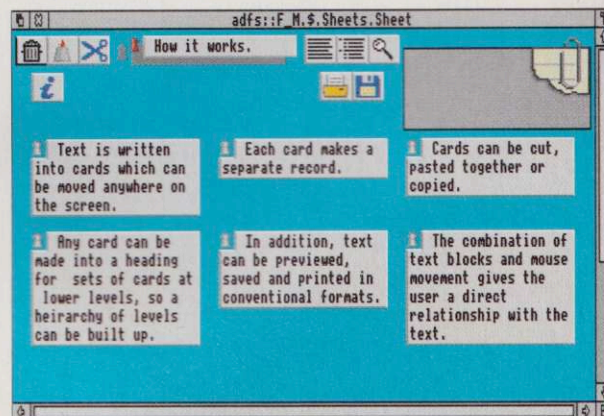 adfs::F_M.$.Sheets.Sheet
How it works.
i
Text is written
into cards which can
be moved anywhere on
the screen.
Each card makes a
separate record.
Cards can be cut,
pasted together or
copied.
Any card can be
made into a heading
for sets of cards at
lower levels, so a
heirarchy of levels
can be built up.
In addition, text
can be previewed,
saved and printed in
conventional formats.
The combination of
text blocks and mouse
movement gives the
user a direct
relationship with the
text.